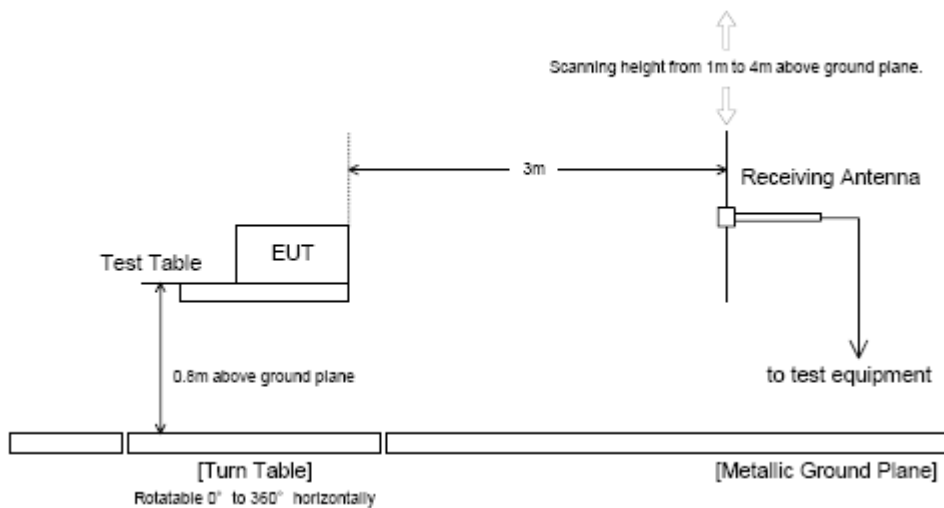 Scanning height from 1m to 4m above ground plane.
3m
Receiving Antenna
EUT
Test Table
0.8m above ground plane
to test equipment
[Turn Table]
[Metallic Ground Plane]
Rotatable 0° to 360° horizontally